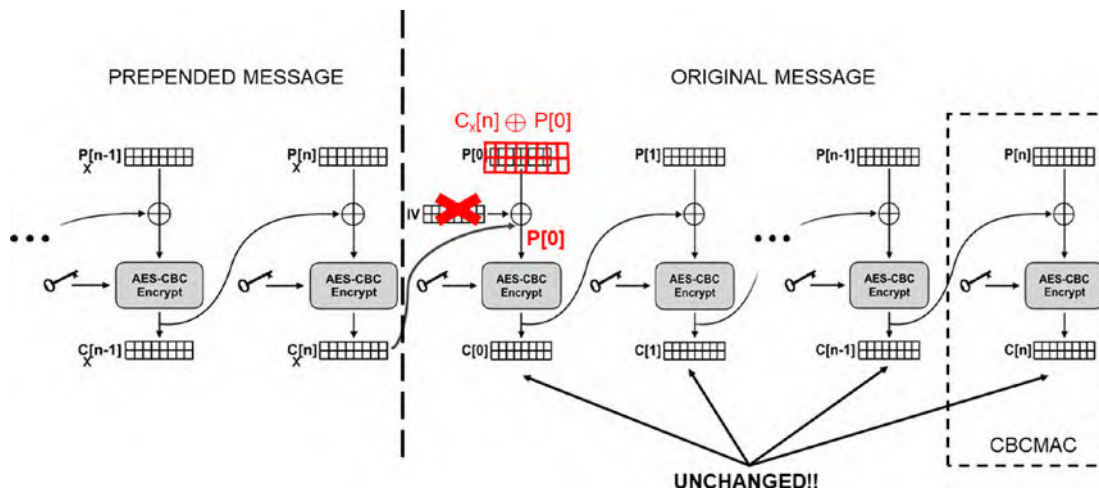 PREPENDED MESSAGE
ORIGINAL MESSAGE
Cx[n] ⊕ P[0]
P[n-1]
X
P[n]
X
P[0]
P[1]
P[n-1]
P[n]
IV
P[0]
AES-CBC
Encrypt
AES-CBC
Encrypt
AES-CBC
Encrypt
AES-CBC
Encrypt
AES-CBC
Encrypt
AES-CBC
Encrypt
C[n-1]
X
C[n]
X
C[0]
C[1]
C[n-1]
C[n]
CBCMAC
UNCHANGED!!